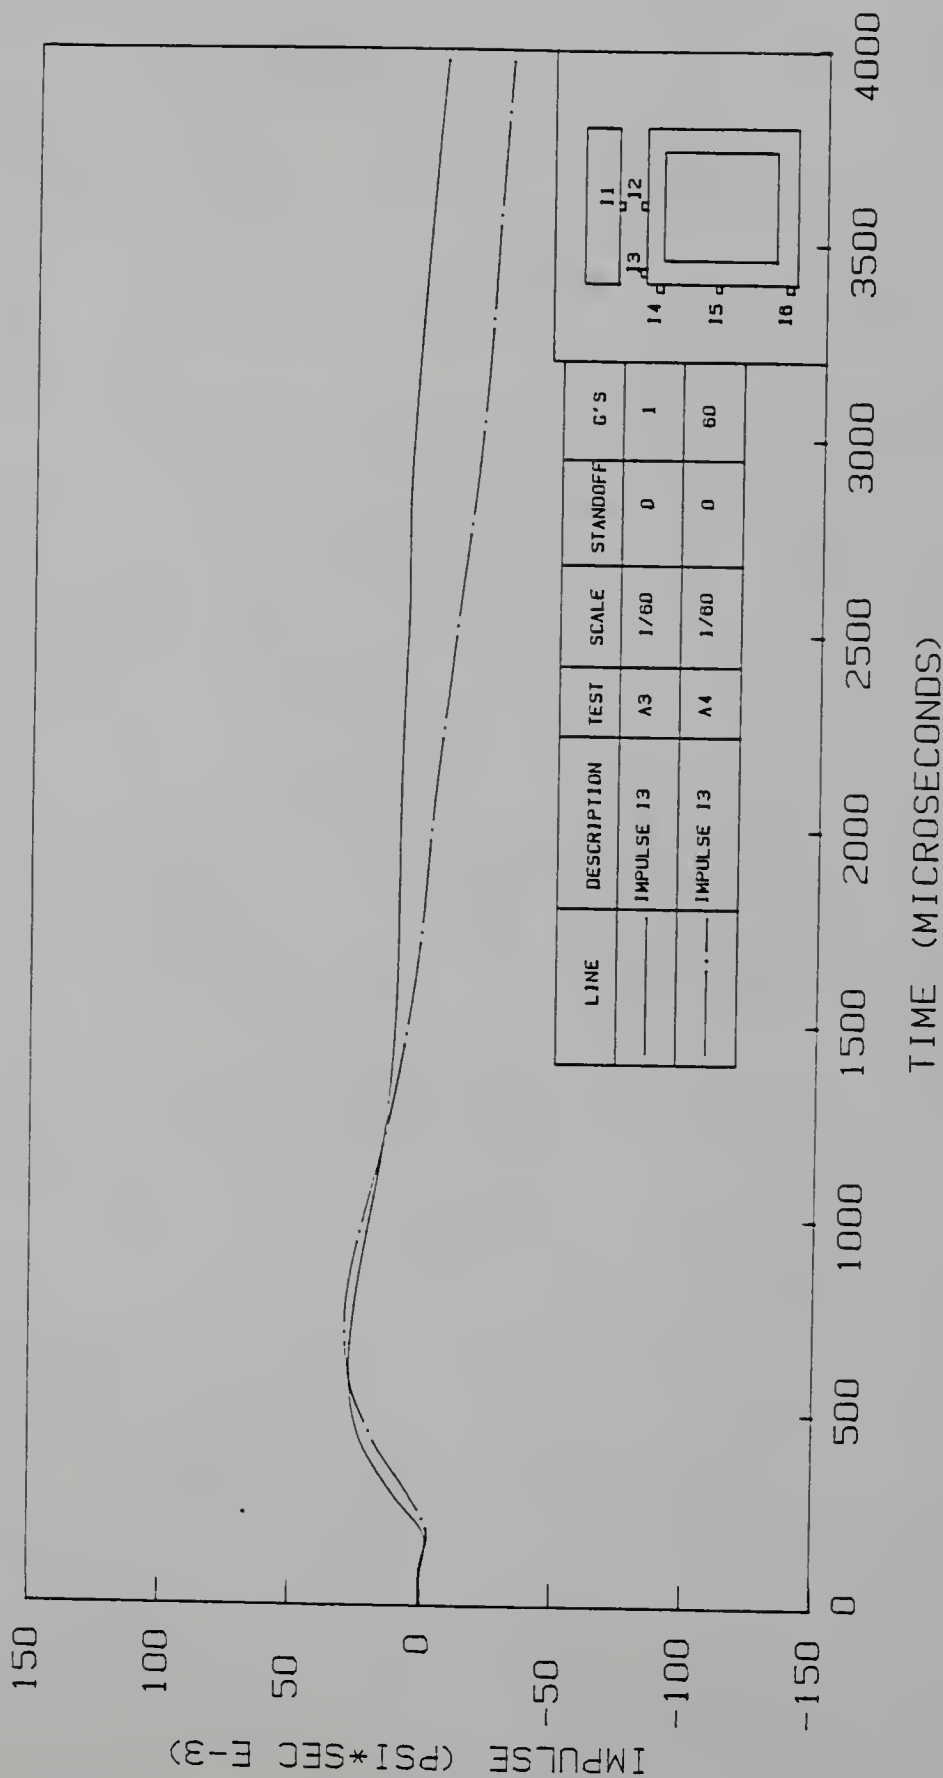 IMPULSE (PSI*SEC E-3)
150
100
50
0
-50
-100
-150
0
500
1000
1500
2000
2500
3000
3500
4000
TIME (MICROSECONDS)
LINE DESCRIPTION TEST SCALE STANDOFF G'S
IMPULSE I3 A3 1/60 0 1
IMPULSE I3 A4 1/60 0 60
I1
I2
I3
I4
I5
I6